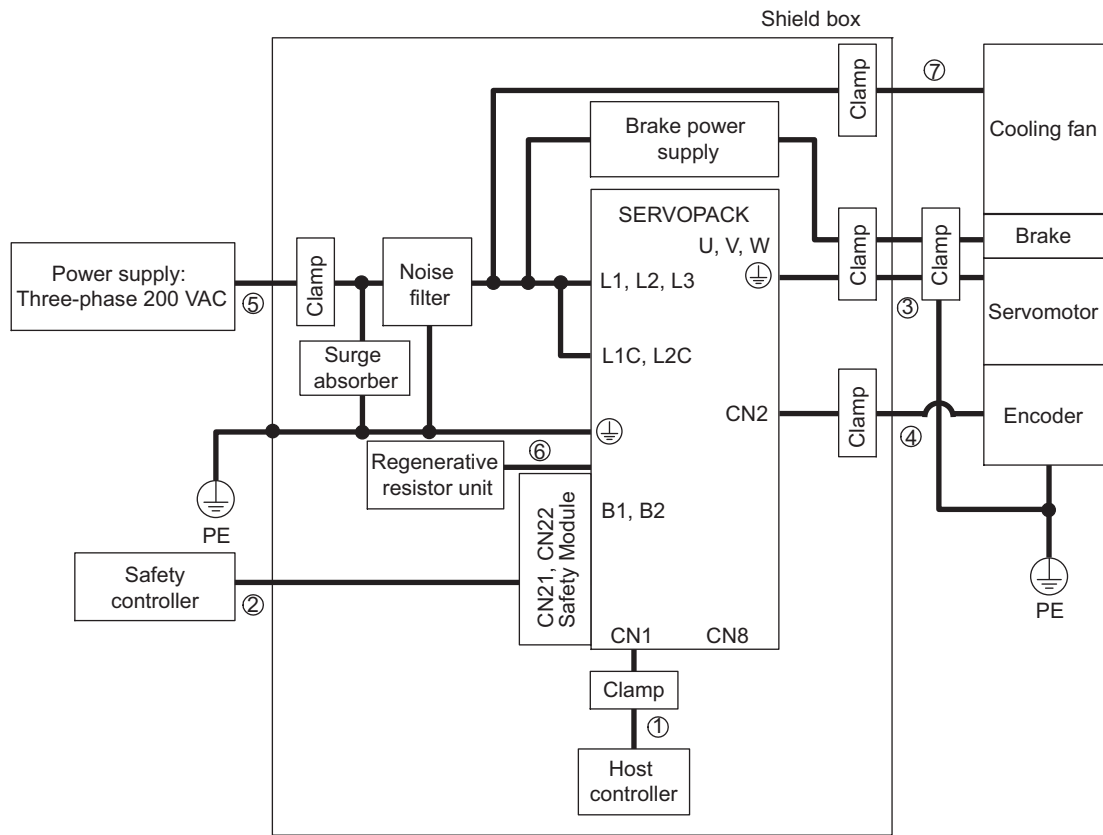 Shield box
Clamp
⑦
Cooling fan
Brake power
supply
SERVOPACK
U, V, W
Clamp
Clamp
Brake
Power supply:
Three-phase 200 VAC
⑤
Clamp
Noise
filter
L1, L2, L3
③
Servomotor
Surge
absorber
L1C, L2C
CN2
Clamp
④
Encoder
⑥
Regenerative
resistor unit
B1, B2
PE
CN21, CN22
Safety Module
Safety
controller
②
PE
CN1
CN8
Clamp
①
Host
controller